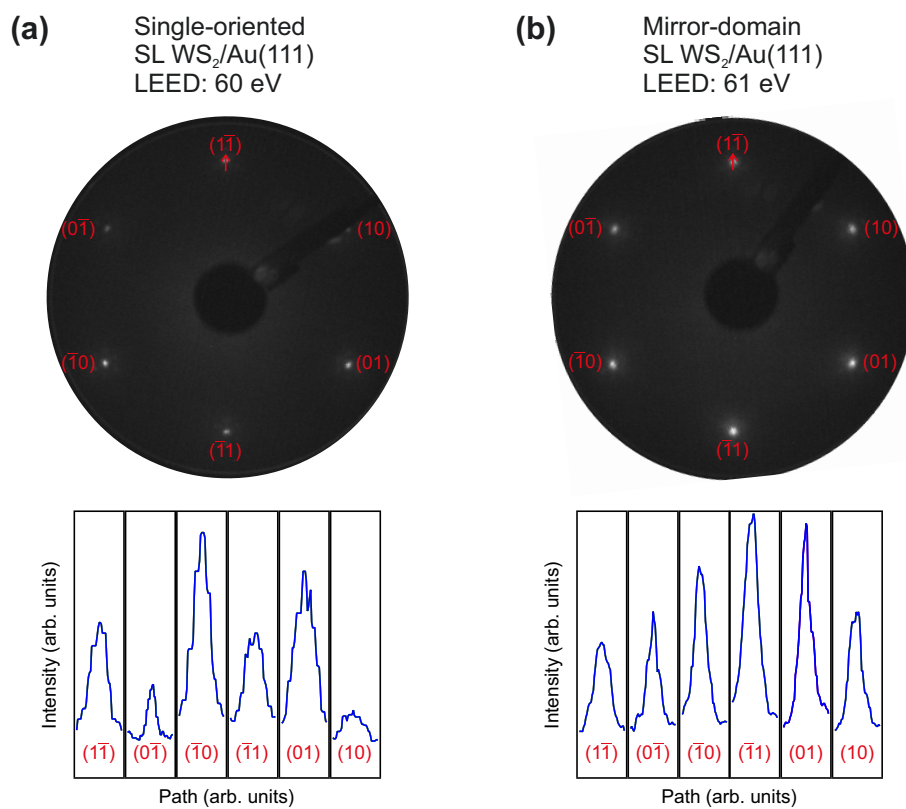 (a)
Single-oriented
SL WS₂/Au(111)
LEED: 60 eV
(11̅)
(01̅)
(10)
(1̅0)
(01)
(1̅1)
Intensity (arb. units)
(11̅)
(01̅)
(1̅0)
(1̅1)
(01)
(10)
Path (arb. units)
(b)
Mirror-domain
SL WS₂/Au(111)
LEED: 61 eV
(11̅)
(01̅)
(10)
(1̅0)
(01)
(1̅1)
Intensity (arb. units)
(11̅)
(01̅)
(1̅0)
(1̅1)
(01)
(10)
Path (arb. units)